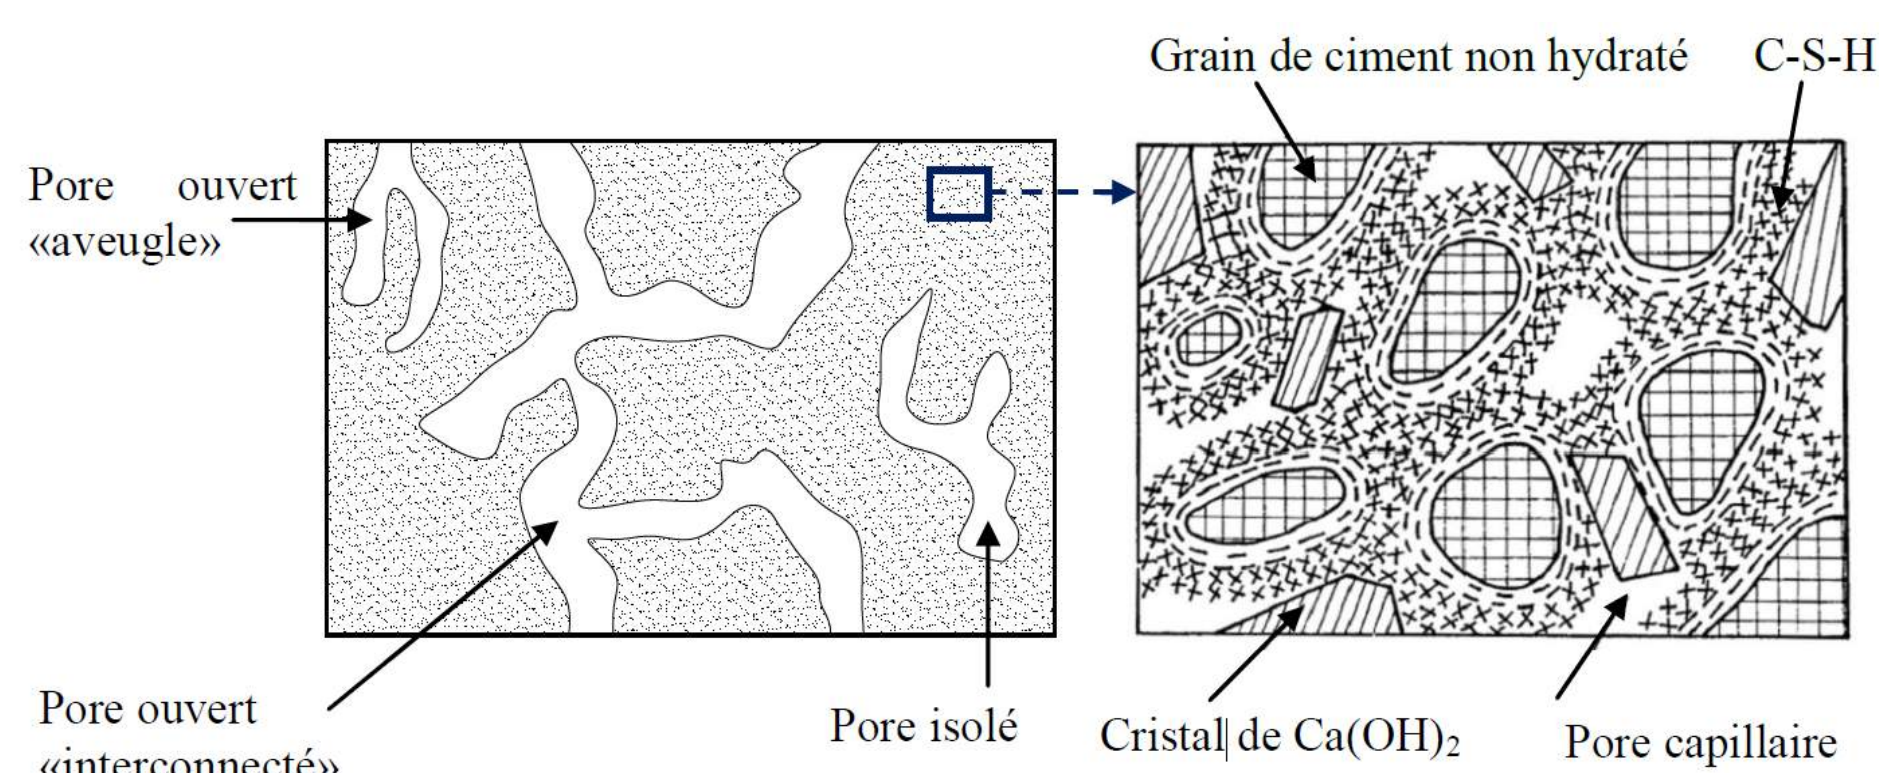 Grain de ciment non hydraté
C-S-H
Pore ouvert
«aveugle»
Pore ouvert
«interconnecté»
Pore isolé
Cristal de Ca(OH)₂
Pore capillaire